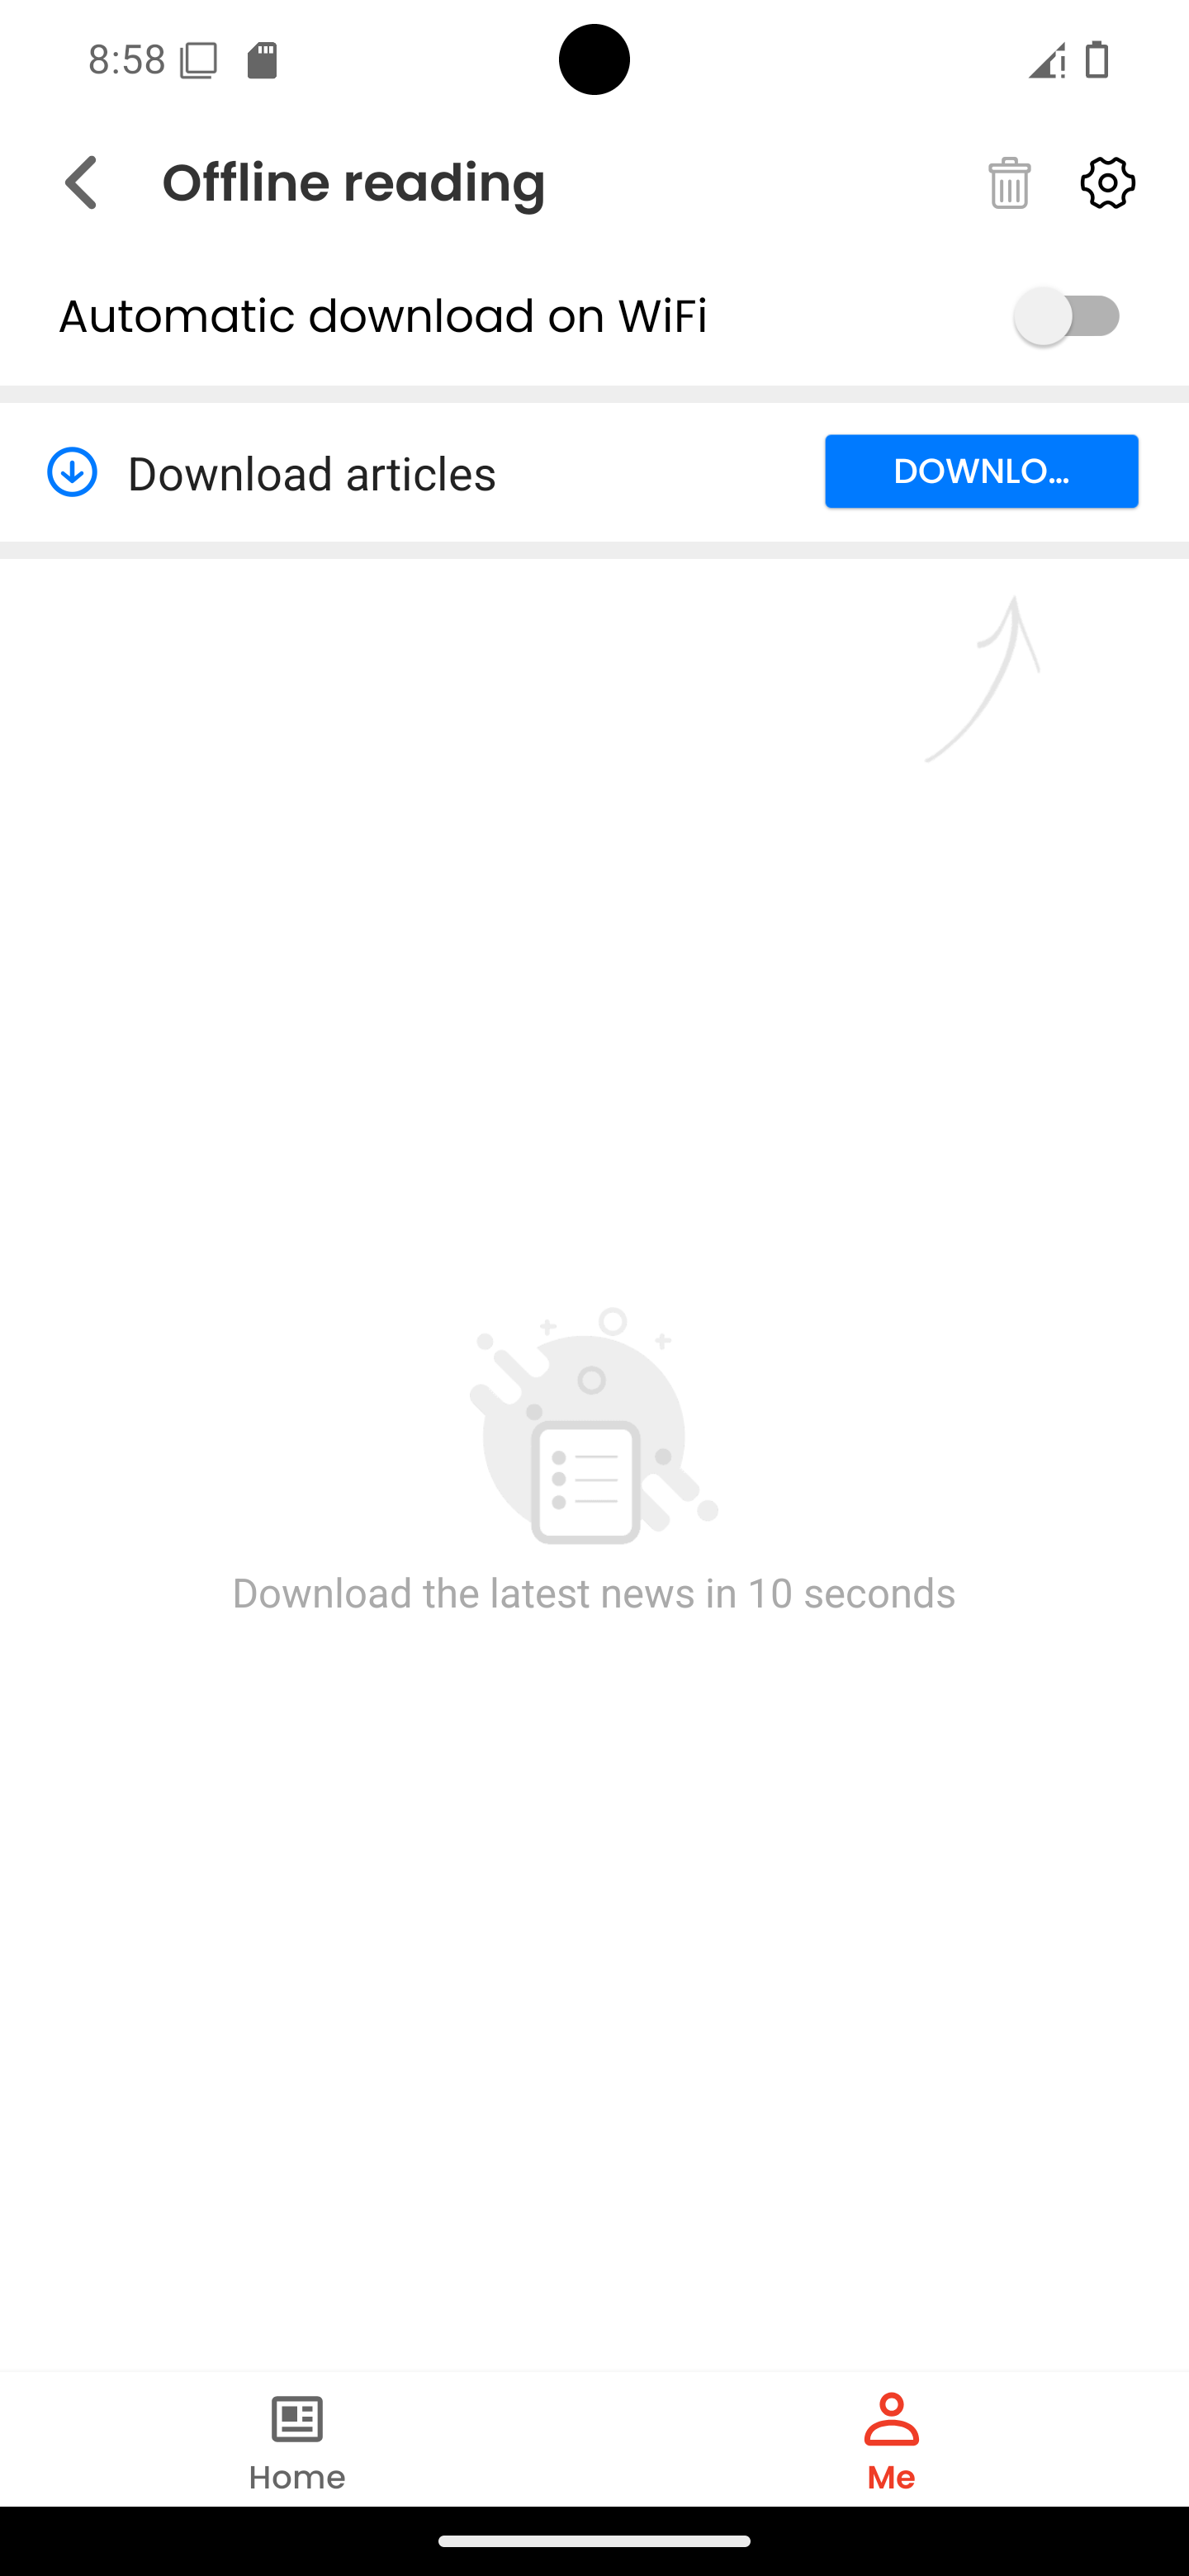 8:58
Offline reading
Automatic download on WiFi
Download articles
DOWNLO...
Download the latest news in 10 seconds
Home
Me